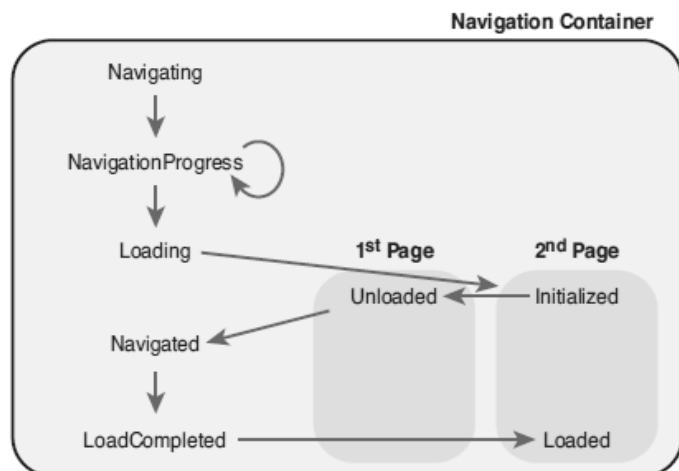 Navigation Container
Navigating
NavigationProgress
Loading
1st Page
2nd Page
Unloaded
Initialized
Navigated
LoadCompleted
Loaded